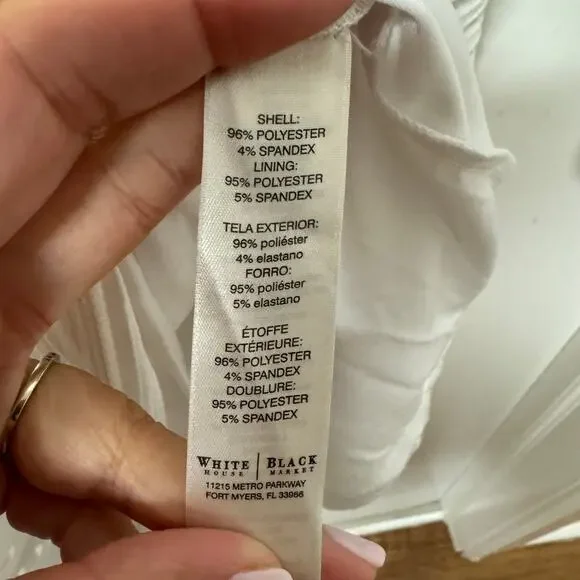 SHELL:
96% POLYESTER
4% SPANDEX
LINING:
95% POLYESTER
5% SPANDEX
TELA EXTERIOR:
96% poliéster
4% elastano
FORRO:
95% poliéster
5% elastano
ÉTOFFE
EXTÉRIEURE:
96% POLYESTER
4% SPANDEX
DOUBLURE:
95% POLYESTER
5% SPANDEX
WHITE | BLACK
HOUSE | MARKET
11215 METRO PARKWAY
FORT MYERS, FL 33966